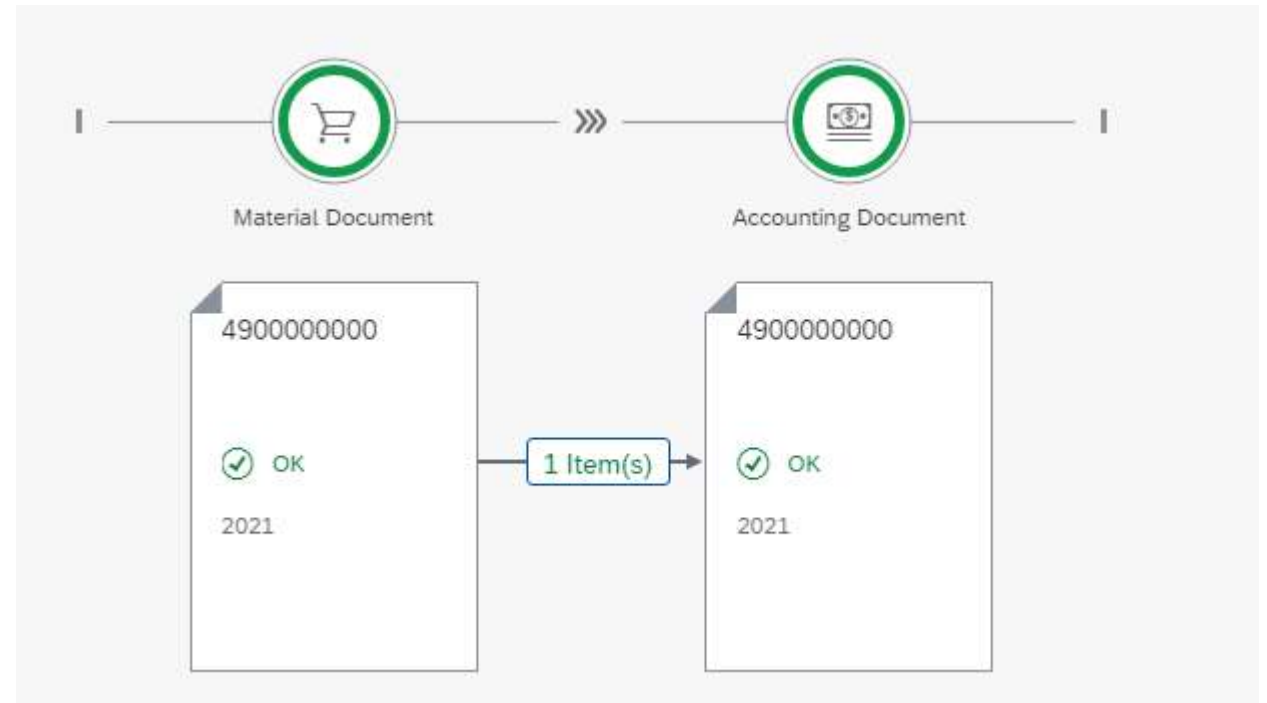 Material Document
Accounting Document
4900000000
OK
2021
1 Item(s)
4900000000
OK
2021